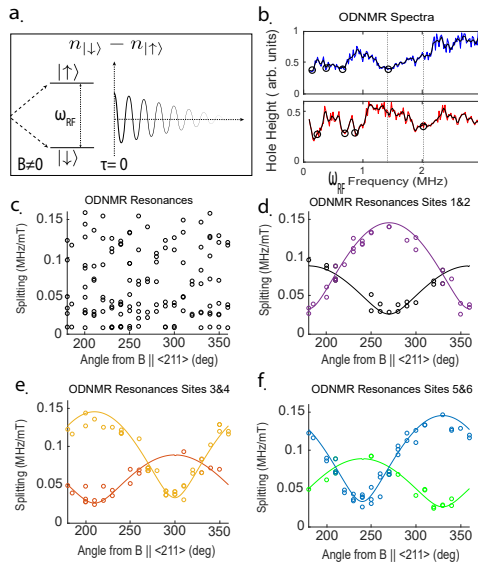 a.
n|↓⟩ − n|↑⟩
|↑⟩
ωRF
|↓⟩
B≠0
τ= 0
b.
ODNMR Spectra
Hole Height ( arb. units)
1
0.5
0
0.5
0
0
1
2
3
ωRF
Frequency (MHz)
c.
ODNMR Resonances
Splitting (MHz/mT)
0.15
0.1
0.05
0
200
250
300
350
Angle from B || <211> (deg)
d.
ODNMR Resonances Sites 1&2
Splitting (MHz/mT)
0.15
0.1
0.05
0
200
250
300
350
Angle from B || <211> (deg)
e.
ODNMR Resonances Sites 3&4
Splitting (MHz/mT)
0.15
0.1
0.05
0
200
250
300
350
Angle from B || <211> (deg)
f.
ODNMR Resonances Sites 5&6
Splitting (MHz/mT)
0.15
0.1
0.05
0
200
250
300
350
Angle from B || <211> (deg)